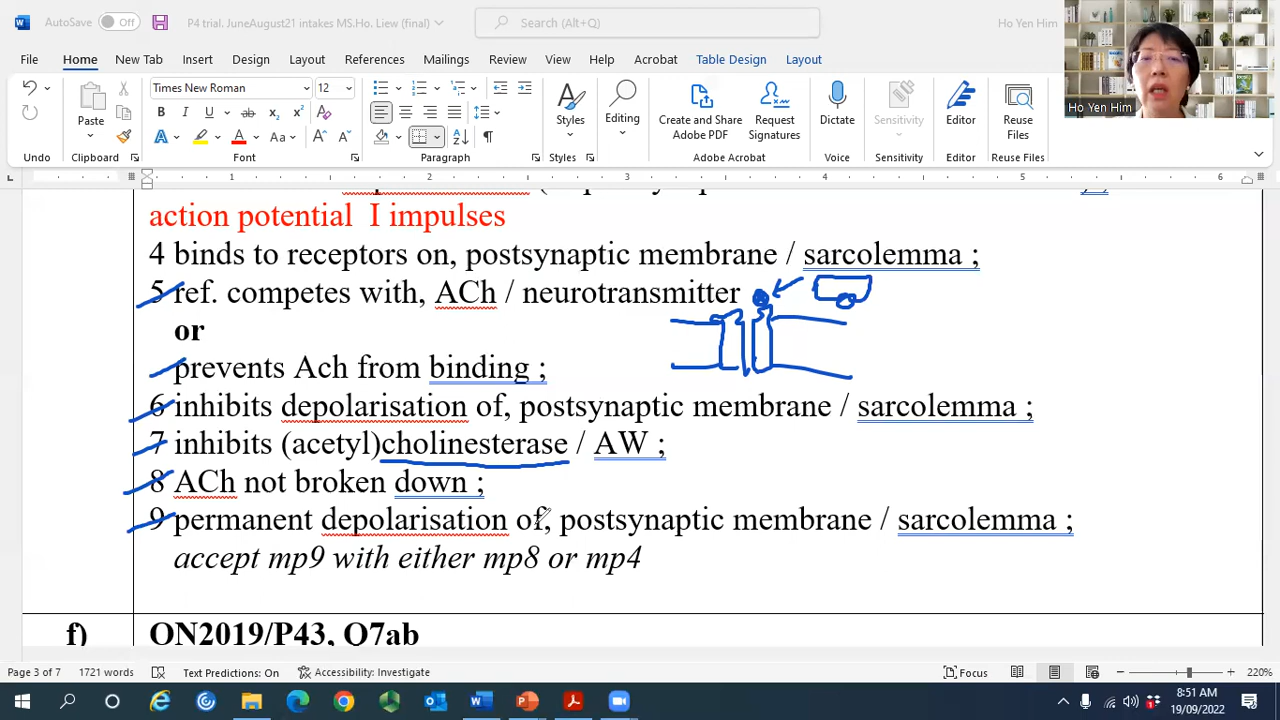 AutoSave Off P4 trial. JuneAugust21 intakes MS.Ho. Liew (final) Search (Alt+Q) Ho Yen Him
File Home New Tab Insert Design Layout References Mailings Review View Help Acrobat Table Design Layout
Times New Roman 12
Paste Styles Editing Create and Share Adobe PDF Request Signatures Dictate Sensitivity Editor Reuse Files
Undo Clipboard Font Paragraph Styles Adobe Acrobat Voice Sensitivity Editor Reuse Files
Ho Yen Him
1 2 3 4 5 6
action potential I impulses
4 binds to receptors on, postsynaptic membrane / sarcolemma ;
5 ref. competes with, ACh / neurotransmitter
or
prevents Ach from binding ;
6 inhibits depolarisation of, postsynaptic membrane / sarcolemma ;
7 inhibits (acetyl)cholinesterase / AW ;
8 ACh not broken down ;
9 permanent depolarisation of, postsynaptic membrane / sarcolemma ;
accept mp9 with either mp8 or mp4
f) ON2019/P43, Q7ab
Page 3 of 7 1721 words Text Predictions: On Accessibility: Investigate Focus 220%
8:51 AM
19/09/2022